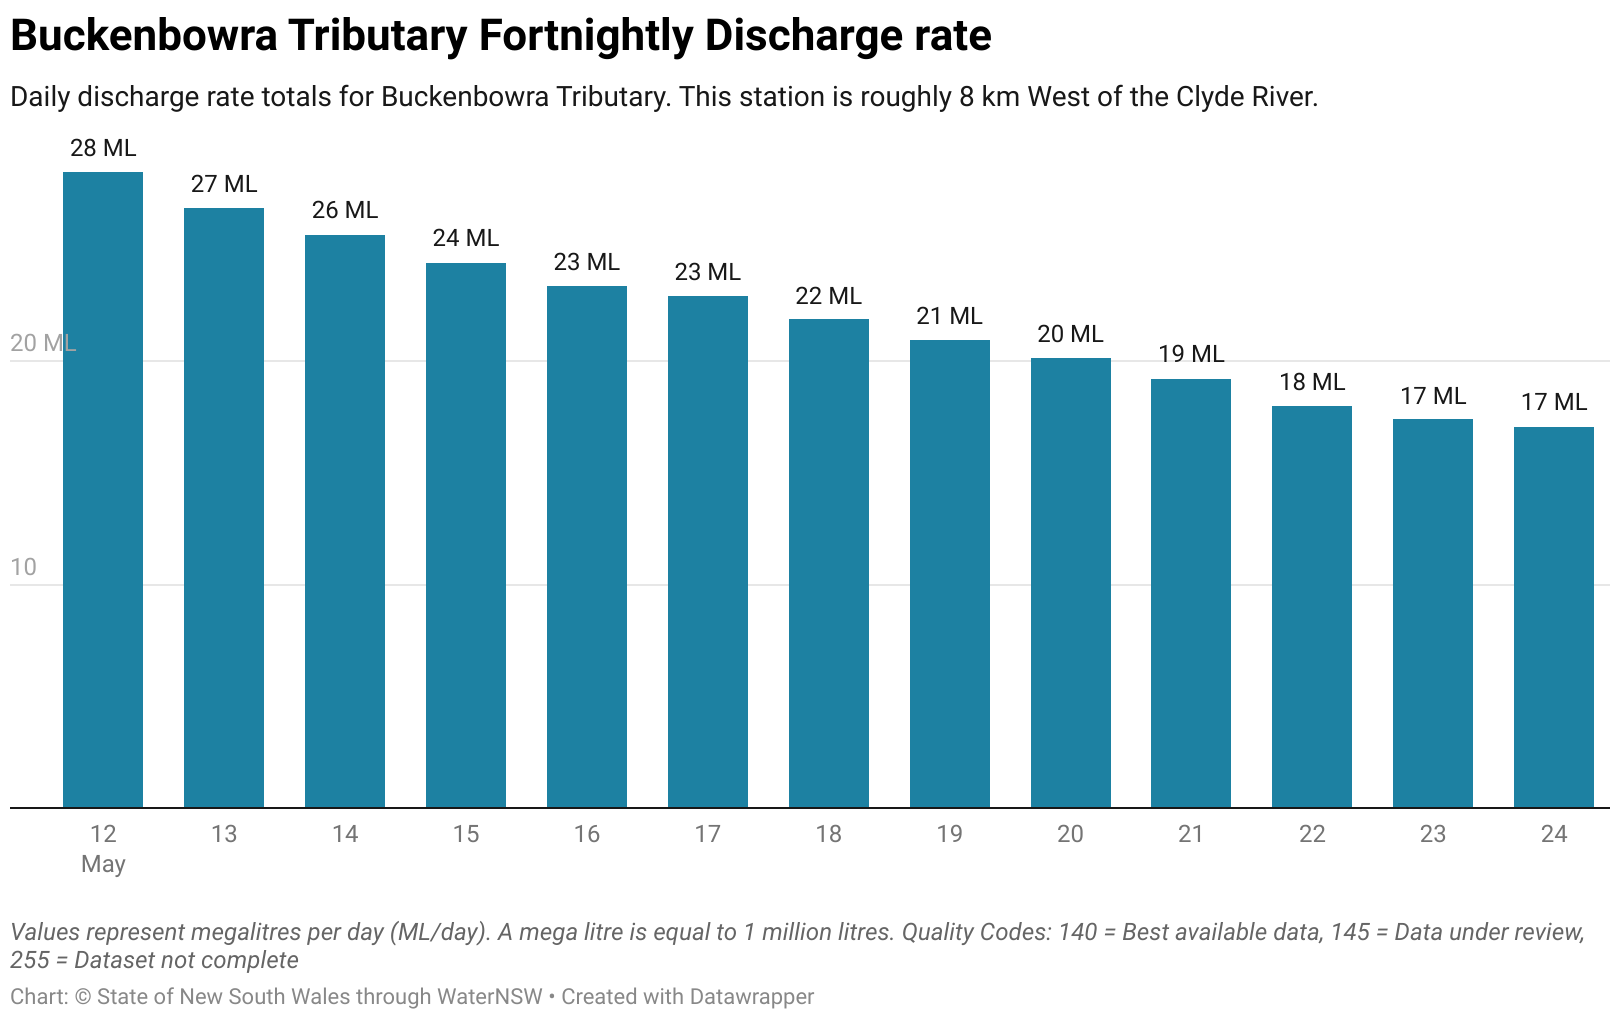 Buckenbowra Tributary Fortnightly Discharge rate
Daily discharge rate totals for Buckenbowra Tributary. This station is roughly 8 km West of the Clyde River.
28 ML
27 ML
26 ML
24 ML
23 ML
23 ML
22 ML
21 ML
20 ML
19 ML
18 ML
17 ML
17 ML
20 ML
10
12 13 14 15 16 17 18 19 20 21 22 23 24
May
Values represent megalitres per day (ML/day). A mega litre is equal to 1 million litres. Quality Codes: 140 = Best available data, 145 = Data under review,
255 = Dataset not complete
Chart: © State of New South Wales through WaterNSW • Created with Datawrapper